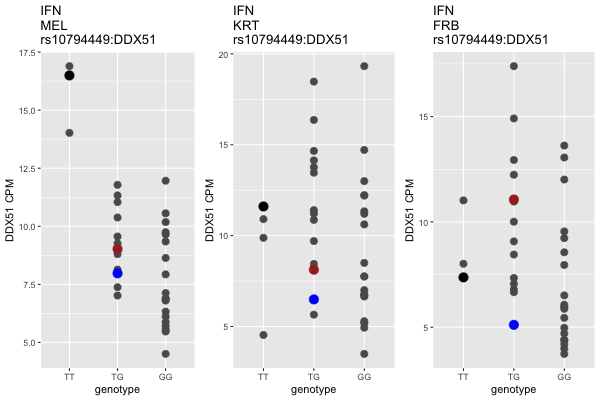 IFN
MEL
rs10794449:DDX51
17.5
15.0
12.5
10.0
7.5
5.0
DDX51 CPM
TT TG GG
genotype
IFN
KRT
rs10794449:DDX51
20
15
10
5
DDX51 CPM
TT TG GG
genotype
IFN
FRB
rs10794449:DDX51
15
10
5
DDX51 CPM
TT TG GG
genotype